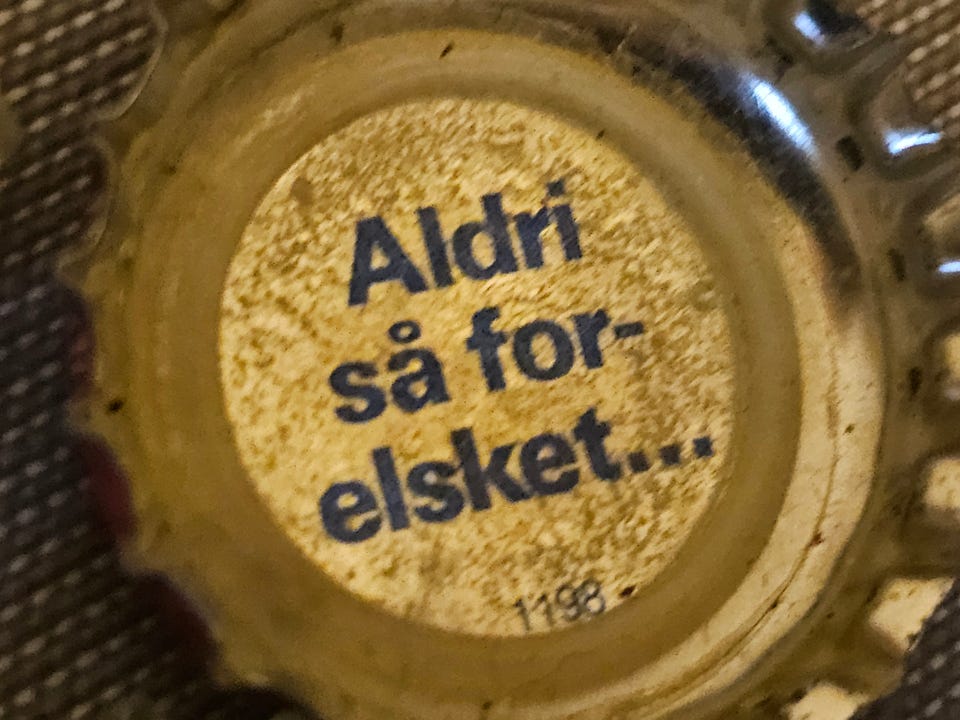 Aldri
så for-
elsket...
1198